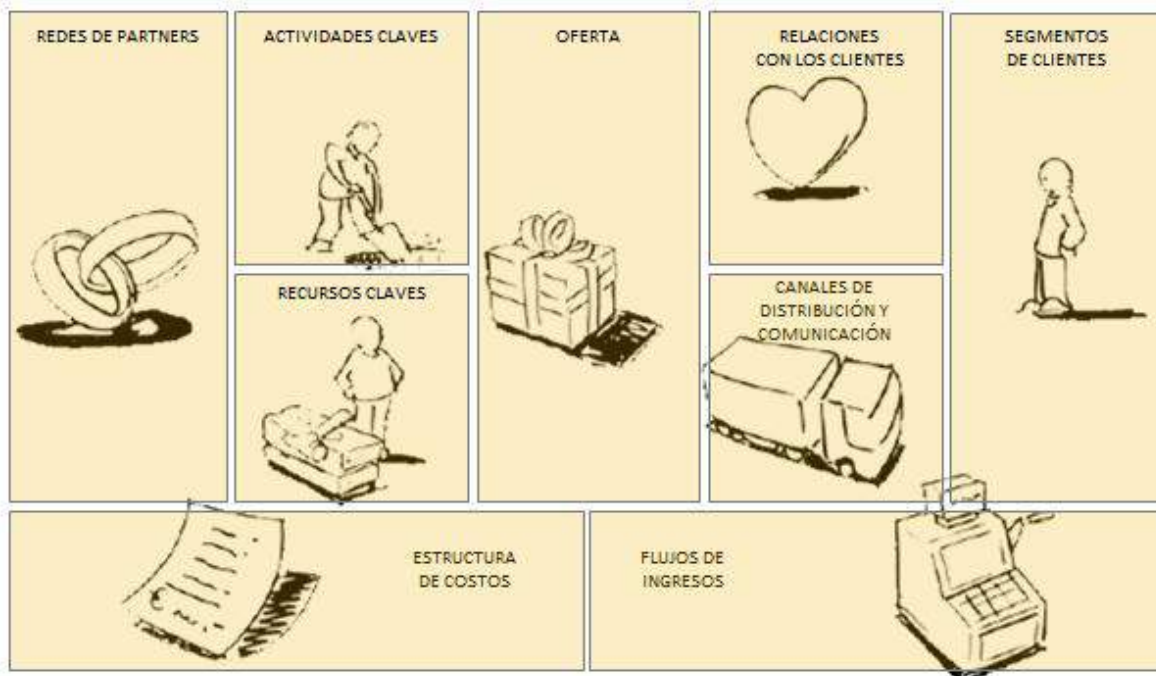 REDES DE PARTNERS
ACTIVIDADES CLAVES
OFERTA
RELACIONES
CON LOS CLIENTES
SEGMENTOS
DE CLIENTES
RECURSOS CLAVES
CANALES DE
DISTRIBUCIÓN Y
COMUNICACIÓN
ESTRUCTURA
DE COSTOS
FLUJOS DE
INGRESOS